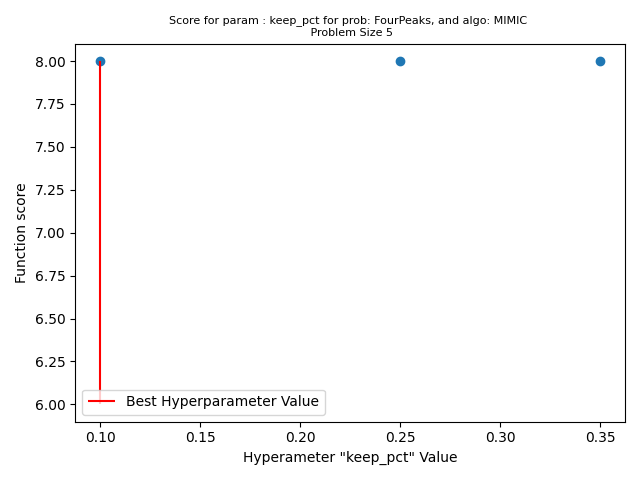 Score for param : keep_pct for prob: FourPeaks, and algo: MIMIC
Problem Size 5
Function score
8.00
7.75
7.50
7.25
7.00
6.75
6.50
6.25
6.00
Best Hyperparameter Value
0.10 0.15 0.20 0.25 0.30 0.35
Hyperameter "keep_pct" Value